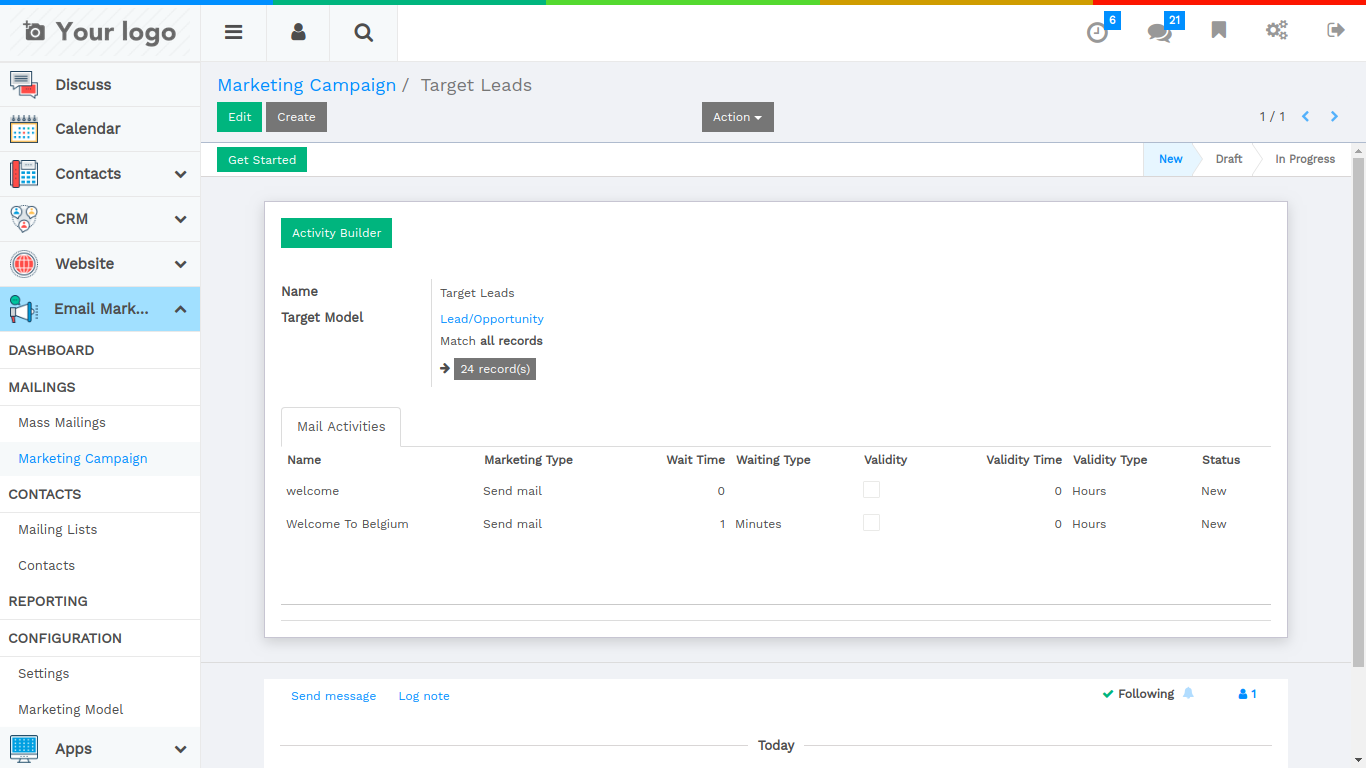 Your logo
6
21
Discuss
Calendar
Contacts
CRM
Website
Email Mark...
DASHBOARD
MAILINGS
Mass Mailings
Marketing Campaign
CONTACTS
Mailing Lists
Contacts
REPORTING
CONFIGURATION
Settings
Marketing Model
Apps
Marketing Campaign / Target Leads
Edit Create Action 1 / 1
Get Started New Draft In Progress
Activity Builder
Name Target Leads
Target Model Lead/Opportunity
Match all records
24 record(s)
Mail Activities
Name Marketing Type Wait Time Waiting Type Validity Validity Time Validity Type Status
welcome Send mail 0 0 Hours New
Welcome To Belgium Send mail 1 Minutes 0 Hours New
Send message Log note Following 1
Today